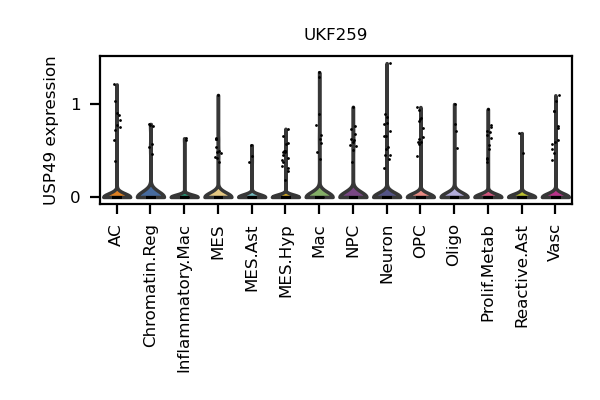 UKF259
USP49 expression
1
0
AC
Chromatin.Reg
Inflammatory.Mac
MES
MES.Ast
MES.Hyp
Mac
NPC
Neuron
OPC
Oligo
Prolif.Metab
Reactive.Ast
Vasc